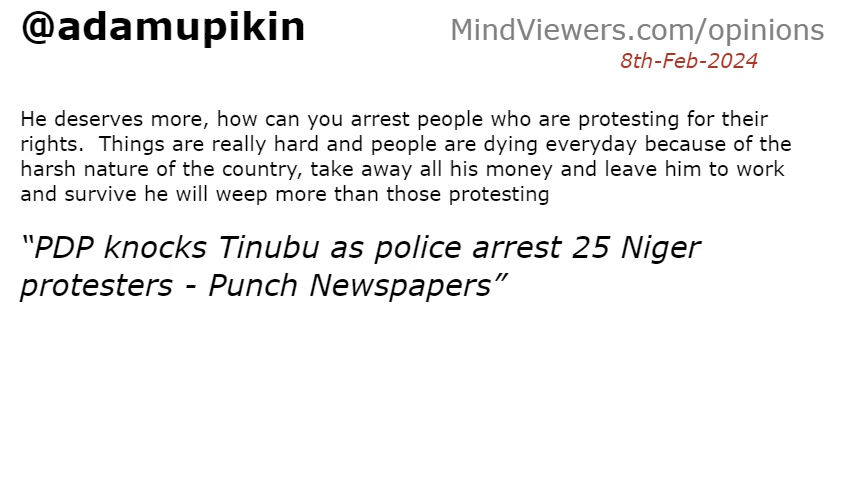 @adamupikin
MindViewers.com/opinions
8th-Feb-2024
He deserves more, how can you arrest people who are protesting for their
rights.  Things are really hard and people are dying everyday because of the
harsh nature of the country, take away all his money and leave him to work
and survive he will weep more than those protesting
“PDP knocks Tinubu as police arrest 25 Niger
protesters - Punch Newspapers”